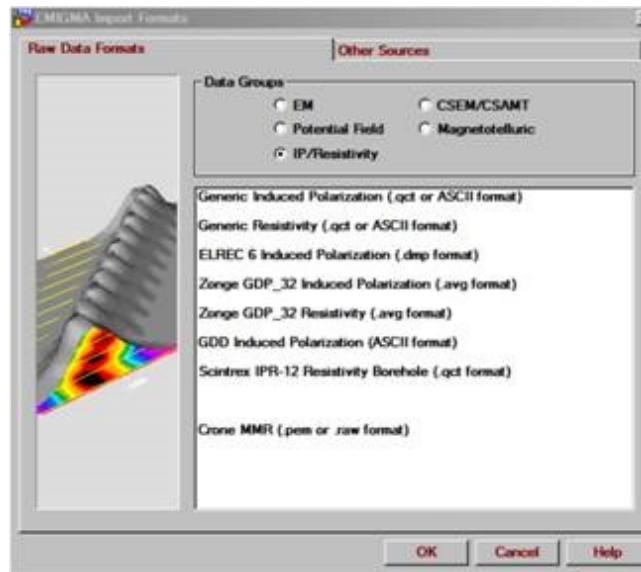 EMIGMA Import Formats
Raw Data Formats
Other Sources
Data Groups
EM
CSEM/CSAMT
Potential Field
Magnetotelluric
IP/Resistivity
Generic Induced Polarization (.qct or ASCII format)
Generic Resistivity (.qct or ASCII format)
ELREC 6 Induced Polarization (.dmp format)
Zonge GDP_32 Induced Polarization (.avg format)
Zonge GDP_32 Resistivity (.avg format)
GDD Induced Polarization (ASCII format)
Scintrex IPR-12 Resistivity Borehole (.qct format)
Crone MMR (.pem or .raw format)
OK
Cancel
Help